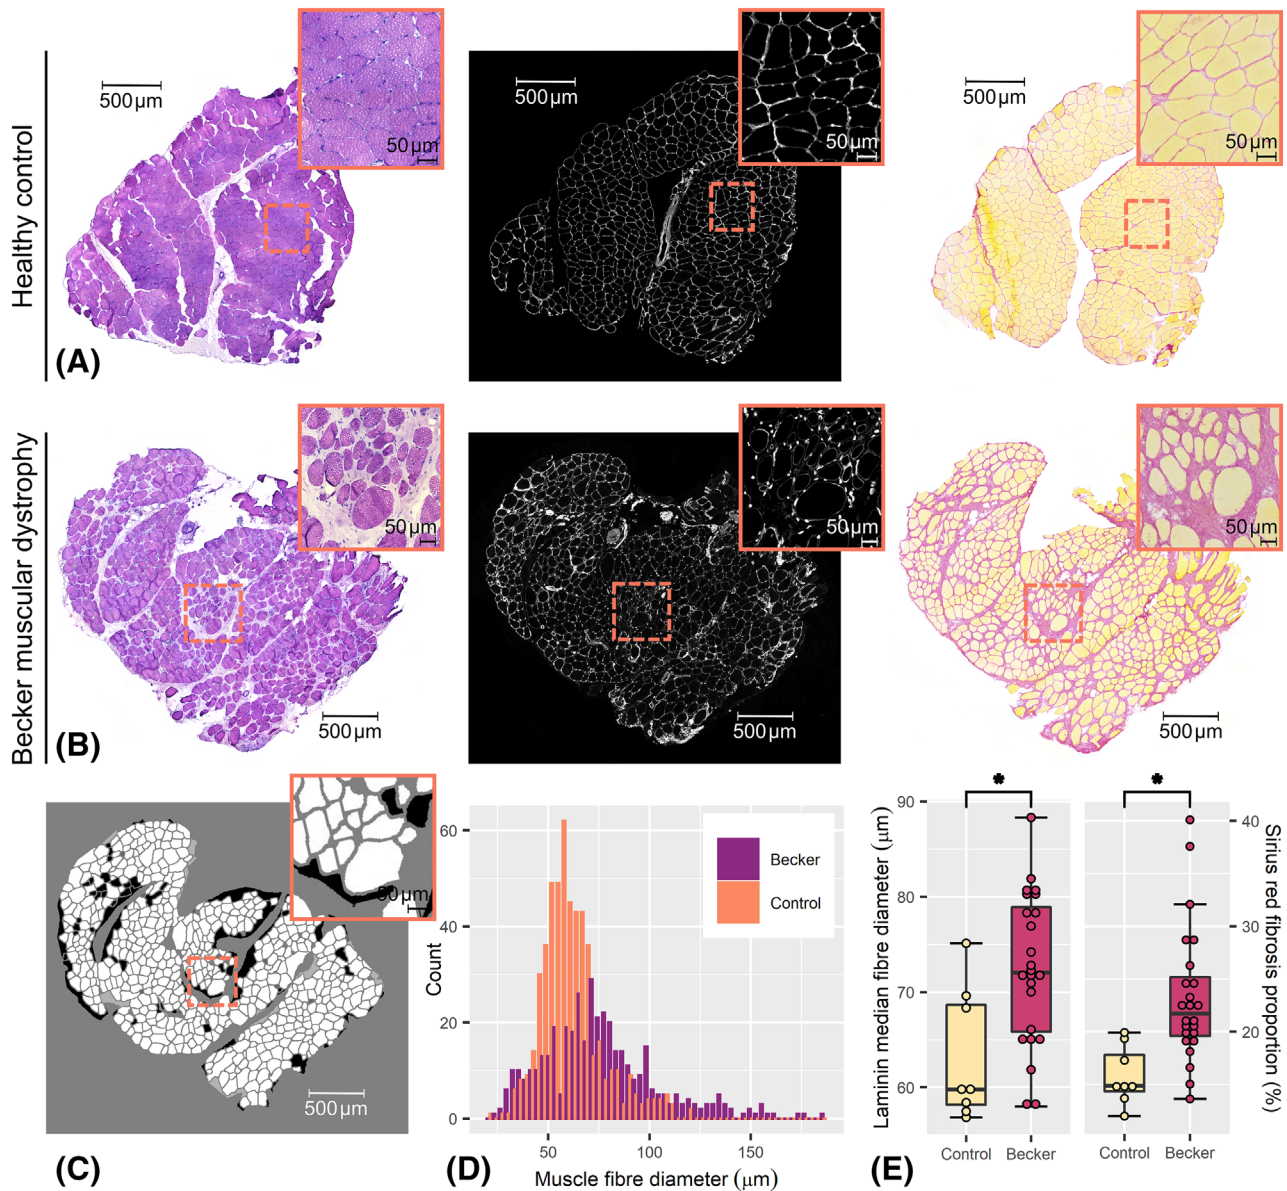 Healthy control
500 µm
50 µm
500 µm
50 µm
500 µm
50 µm
(A)
Becker muscular dystrophy
50 µm
500 µm
50 µm
500 µm
50 µm
500 µm
(B)
50 µm
500 µm
(C)
Count
60
40
20
0
50
100
150
Muscle fibre diameter (µm)
Becker
Control
(D)
Laminin median fibre diameter (µm)
90
80
70
60
*
Control
Becker
*
Control
Becker
40
30
20
Sirius red fibrosis proportion (%)
(E)